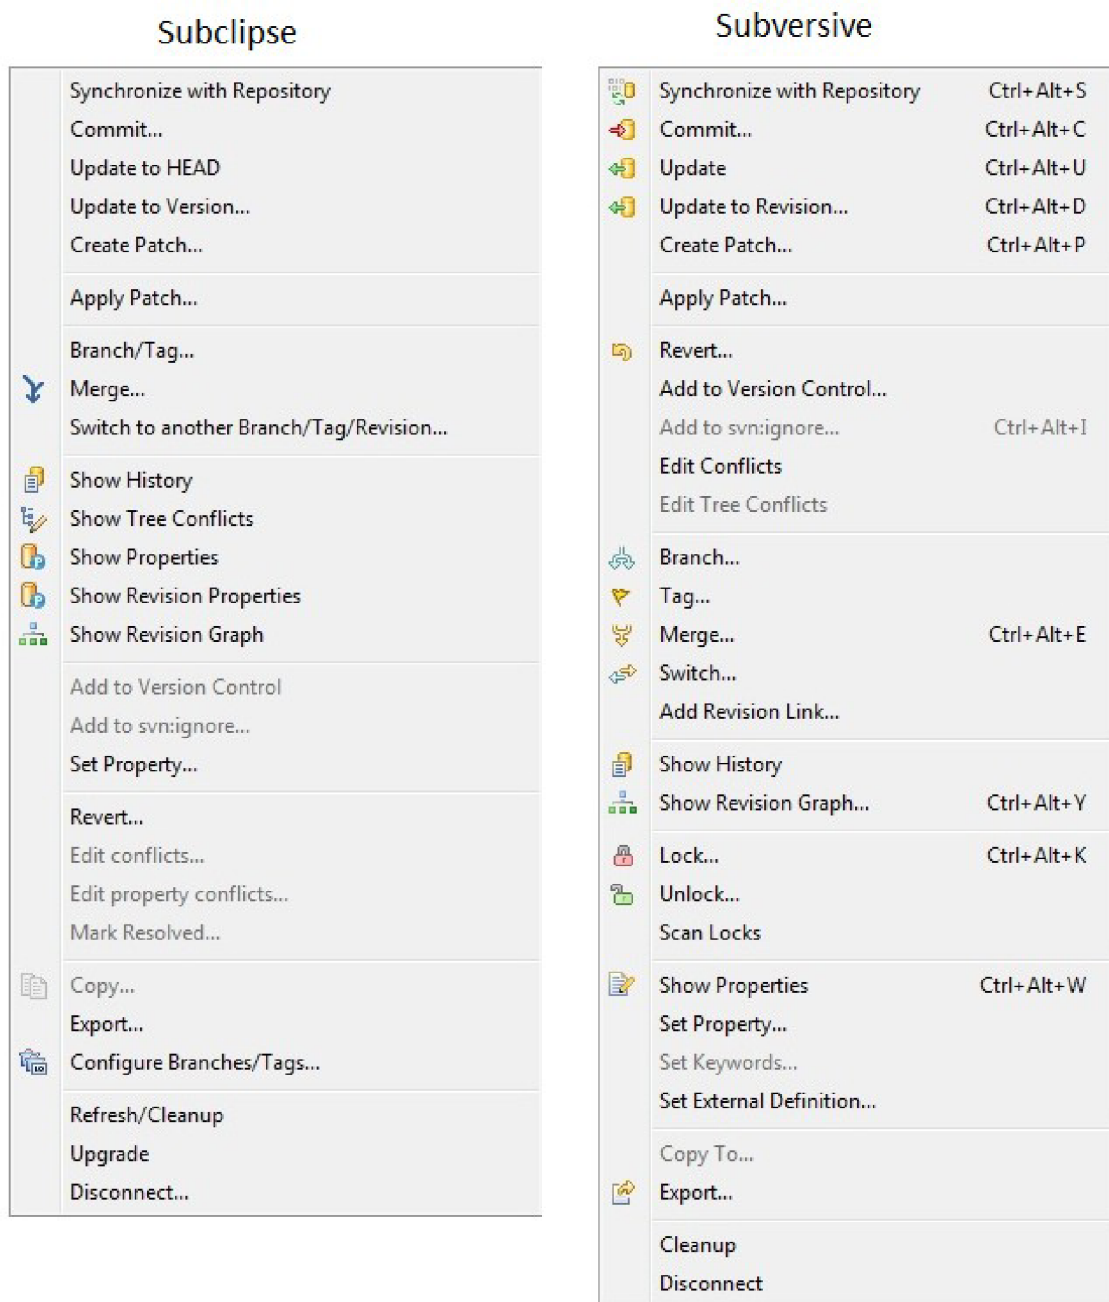 Subclipse
Synchronize with Repository
Commit...
Update to HEAD
Update to Version...
Create Patch...
Apply Patch...
Branch/Tag...
Merge...
Switch to another Branch/Tag/Revision...
Show History
Show Tree Conflicts
Show Properties
Show Revision Properties
Show Revision Graph
Add to Version Control
Add to svn:ignore...
Set Property...
Revert...
Edit conflicts...
Edit property conflicts...
Mark Resolved...
Copy...
Export...
Configure Branches/Tags...
Refresh/Cleanup
Upgrade
Disconnect...
Subversive
Synchronize with Repository Ctrl+Alt+S
Commit... Ctrl+Alt+C
Update Ctrl+Alt+U
Update to Revision... Ctrl+Alt+D
Create Patch... Ctrl+Alt+P
Apply Patch...
Revert...
Add to Version Control...
Add to svn:ignore... Ctrl+Alt+I
Edit Conflicts
Edit Tree Conflicts
Branch...
Tag...
Merge... Ctrl+Alt+E
Switch...
Add Revision Link...
Show History
Show Revision Graph... Ctrl+Alt+Y
Lock... Ctrl+Alt+K
Unlock...
Scan Locks
Show Properties Ctrl+Alt+W
Set Property...
Set Keywords...
Set External Definition...
Copy To...
Export...
Cleanup
Disconnect